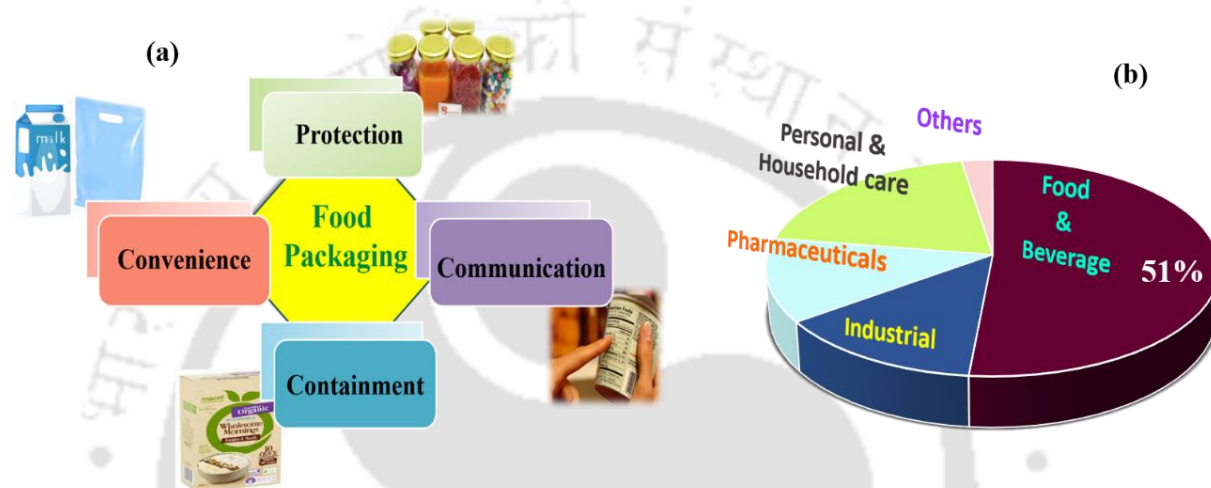 (a)
Protection
milk
Food
Packaging
Convenience
Communication
Containment
Organic
Wholesome
Mornings
(b)
Others
Personal &
Household care
Food
&
Beverage
51%
Pharmaceuticals
Industrial